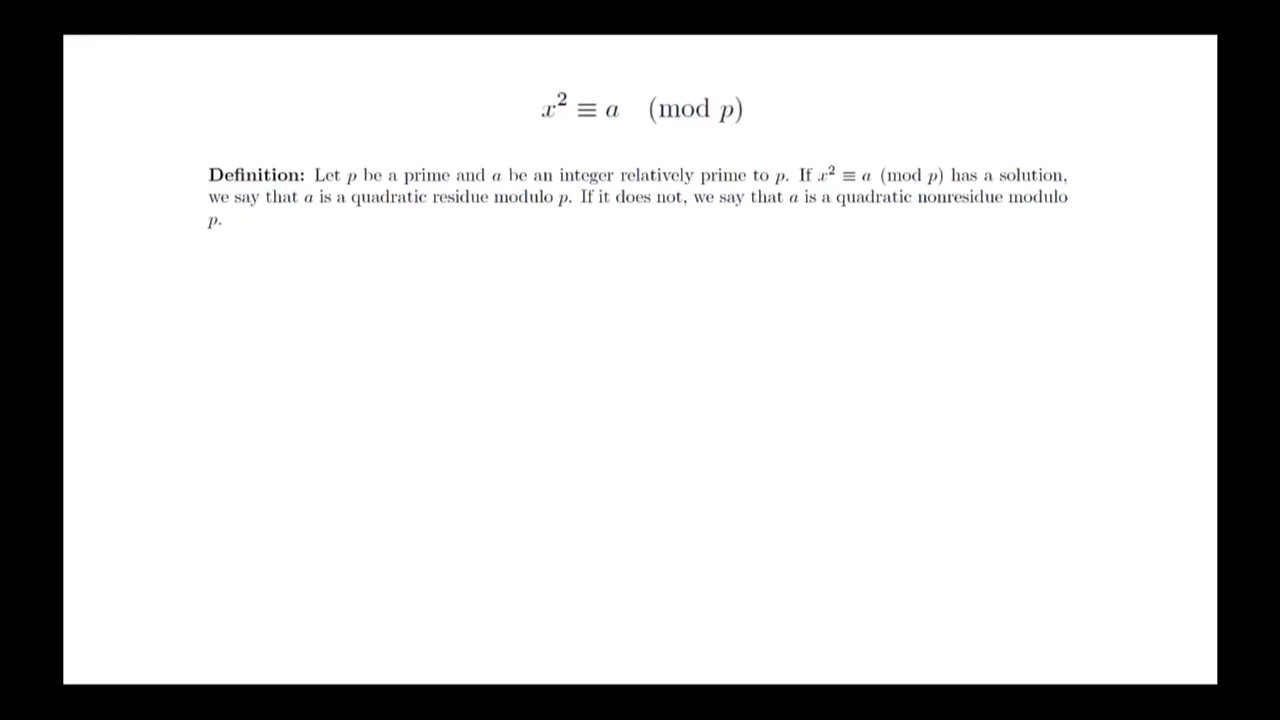 x² ≡ a (mod p)
Definition: Let p be a prime and a be an integer relatively prime to p. If x² ≡ a (mod p) has a solution,
we say that a is a quadratic residue modulo p. If it does not, we say that a is a quadratic nonresidue modulo
p.